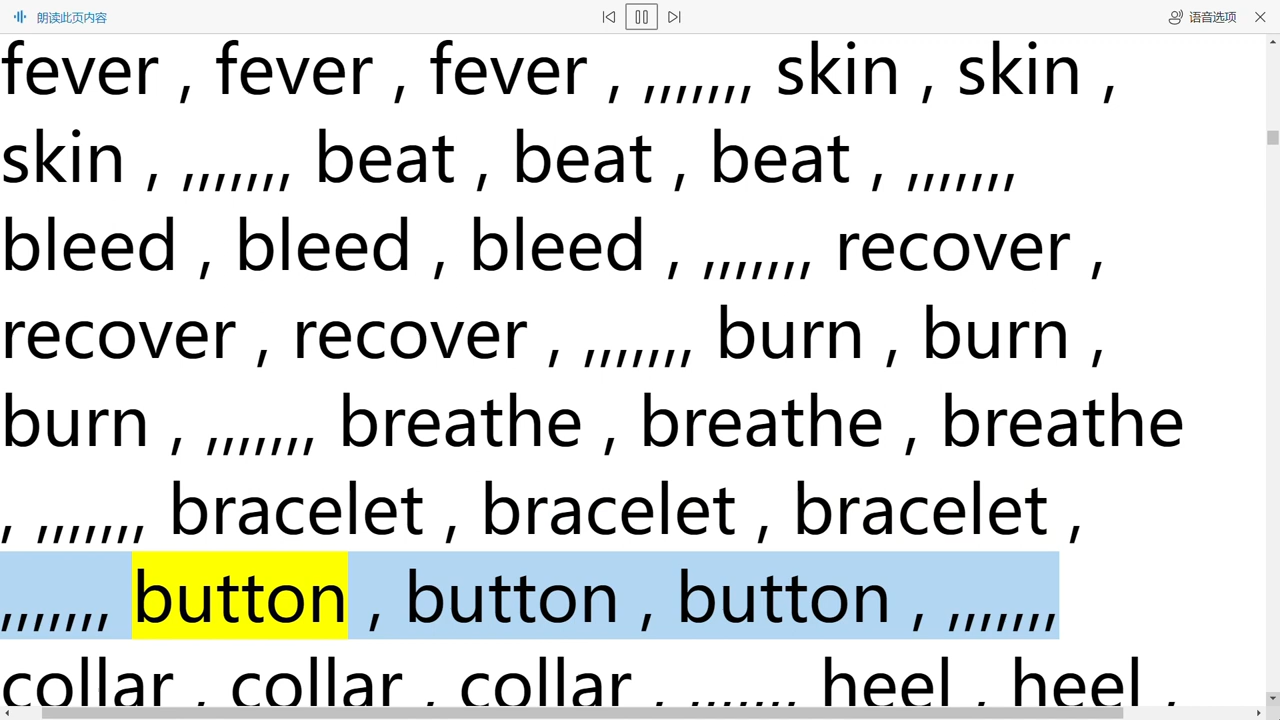 朗读此页内容 语音选项
fever , fever , fever , ,,,,,,, skin , skin ,
skin , ,,,,,,, beat , beat , beat , ,,,,,,,
bleed , bleed , bleed , ,,,,,,, recover ,
recover , recover , ,,,,,,, burn , burn ,
burn , ,,,,,,, breathe , breathe , breathe
, ,,,,,,, bracelet , bracelet , bracelet ,
,,,,,,, button , button , button , ,,,,,,,
collar , collar , collar , ,,,,,,, heel , heel ,